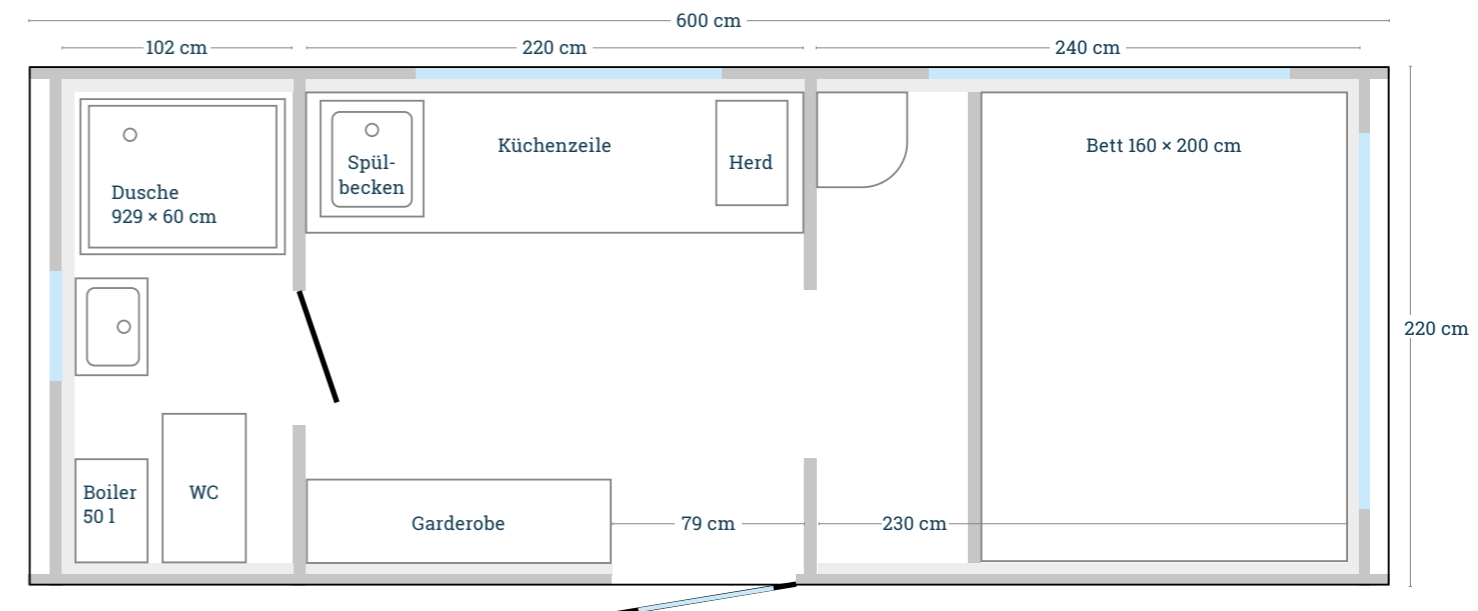 600 cm
102 cm
220 cm
240 cm
Küchenzeile
Bett 160 × 200 cm
Spül-
becken
Herd
Dusche
929 × 60 cm
220 cm
Boiler
50 l
WC
Garderobe
79 cm
230 cm